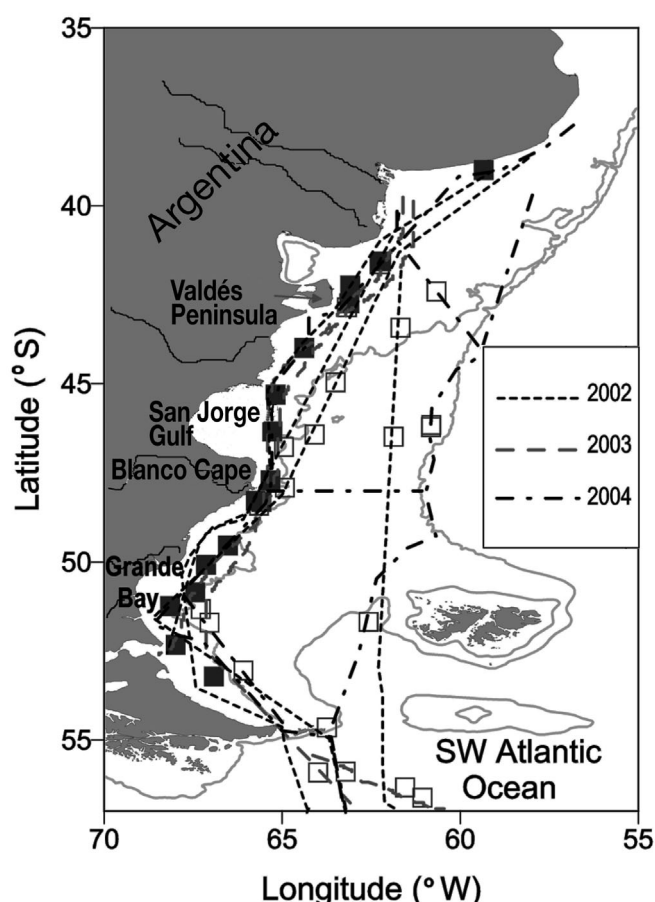 35
40
45
50
55
Latitude (°S)
Argentina
Valdés
Peninsula
San Jorge
Gulf
Blanco Cape
Grande
Bay
2002
2003
2004
SW Atlantic
Ocean
70
65
60
55
Longitude (°W)